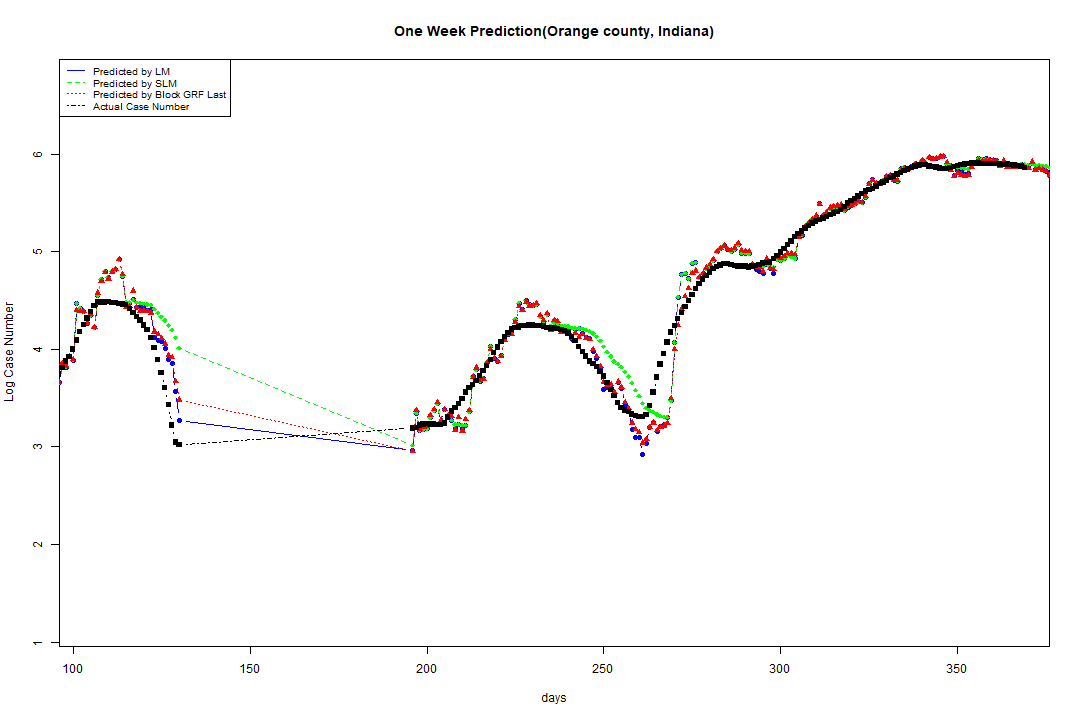 One Week Prediction(Orange county, Indiana)
Predicted by LM
Predicted by SLM
Predicted by Block GRF Last
Actual Case Number
Log Case Number
6
5
4
3
2
1
100 150 200 250 300 350
days